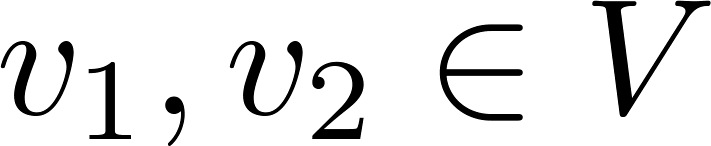 v₁, v₂ ∈ V